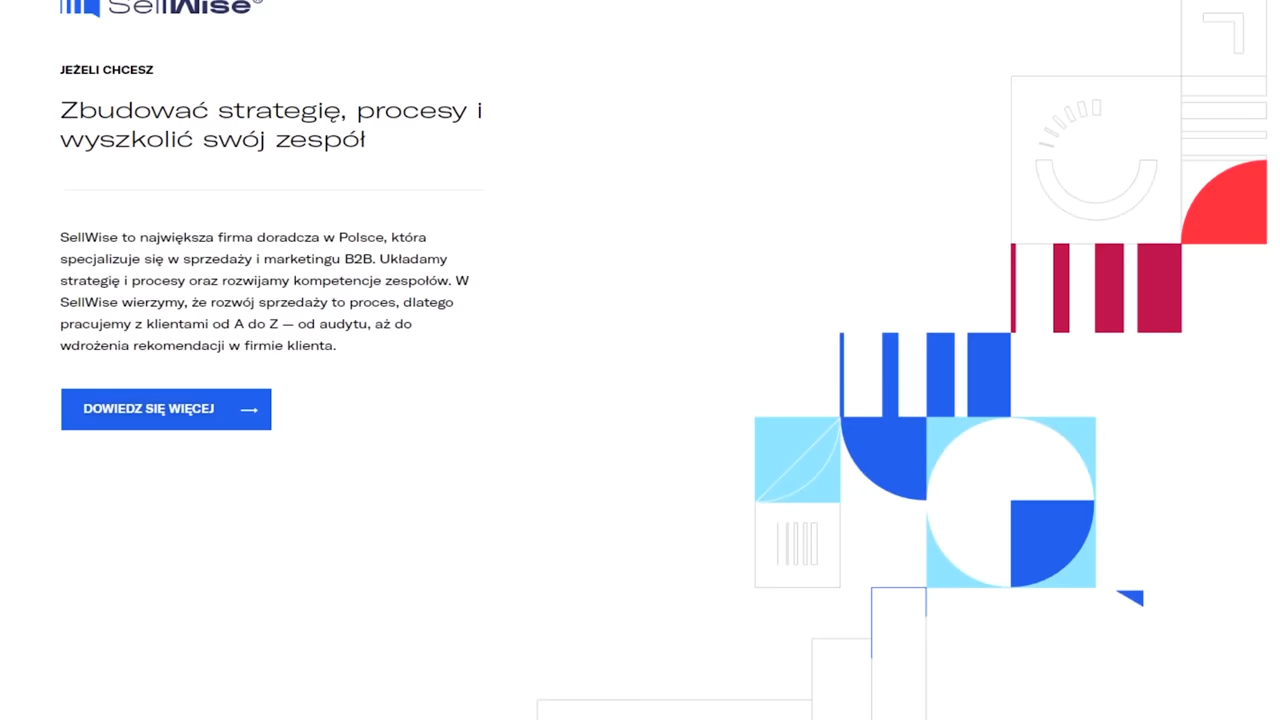 SellWise®
JEŻELI CHCESZ
Zbudować strategię, procesy i
wyszkolić swój zespół
SellWise to największa firma doradcza w Polsce, która
specjalizuje się w sprzedaży i marketingu B2B. Układamy
strategię i procesy oraz rozwijamy kompetencje zespołów. W
SellWise wierzymy, że rozwój sprzedaży to proces, dlatego
pracujemy z klientami od A do Z — od audytu, aż do
wdrożenia rekomendacji w firmie klienta.
DOWIEDZ SIĘ WIĘCEJ →